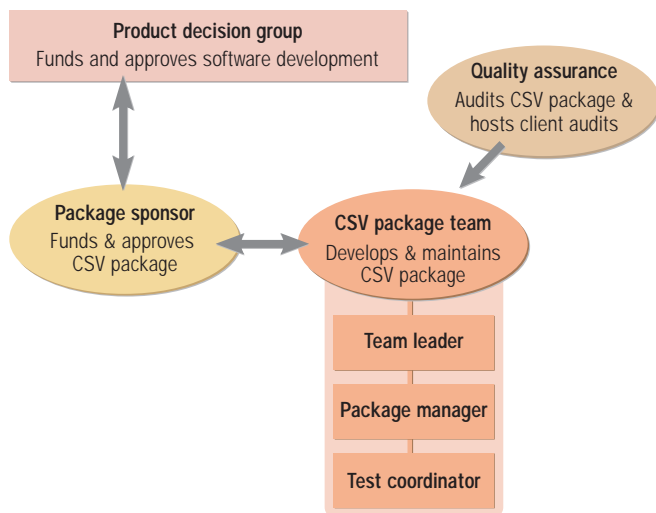 Product decision group
Funds and approves software development
Quality assurance
Audits CSV package &
hosts client audits
Package sponsor
Funds & approves
CSV package
CSV package team
Develops & maintains
CSV package
Team leader
Package manager
Test coordinator